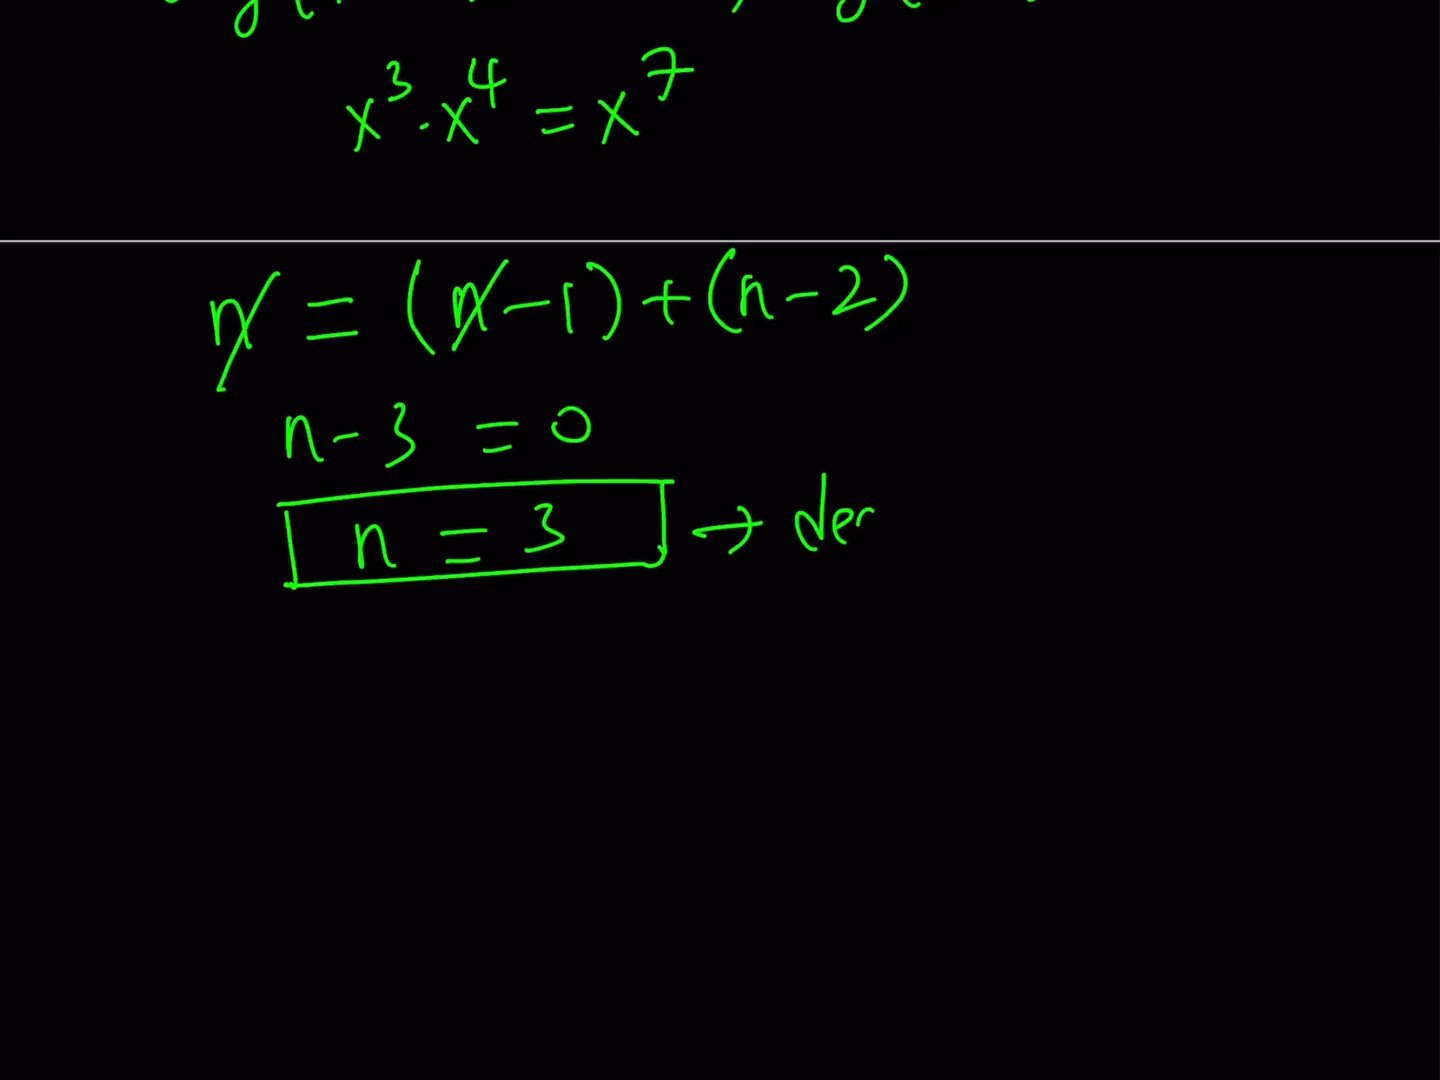 x³·x⁴ = x⁷
n = (n-1)+(n-2)
n-3 = 0
n = 3 → der